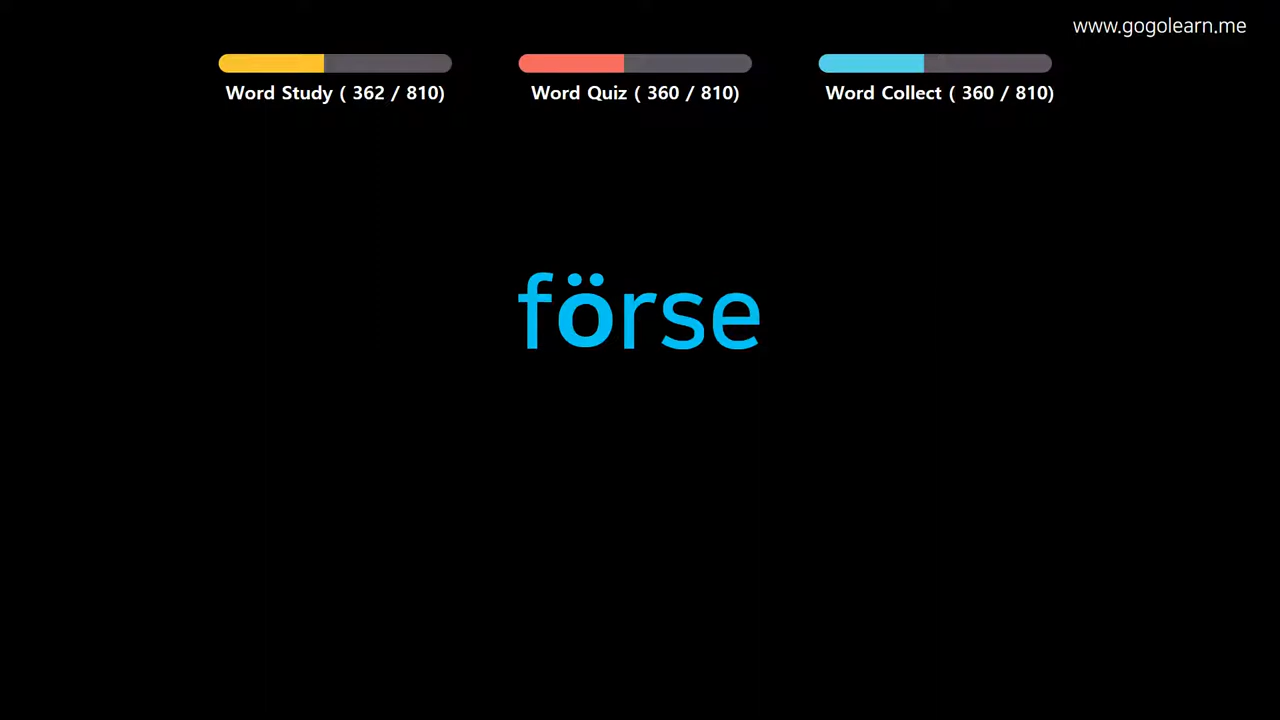 www.gogolearn.me
Word Study ( 362 / 810)
Word Quiz ( 360 / 810)
Word Collect ( 360 / 810)
förse